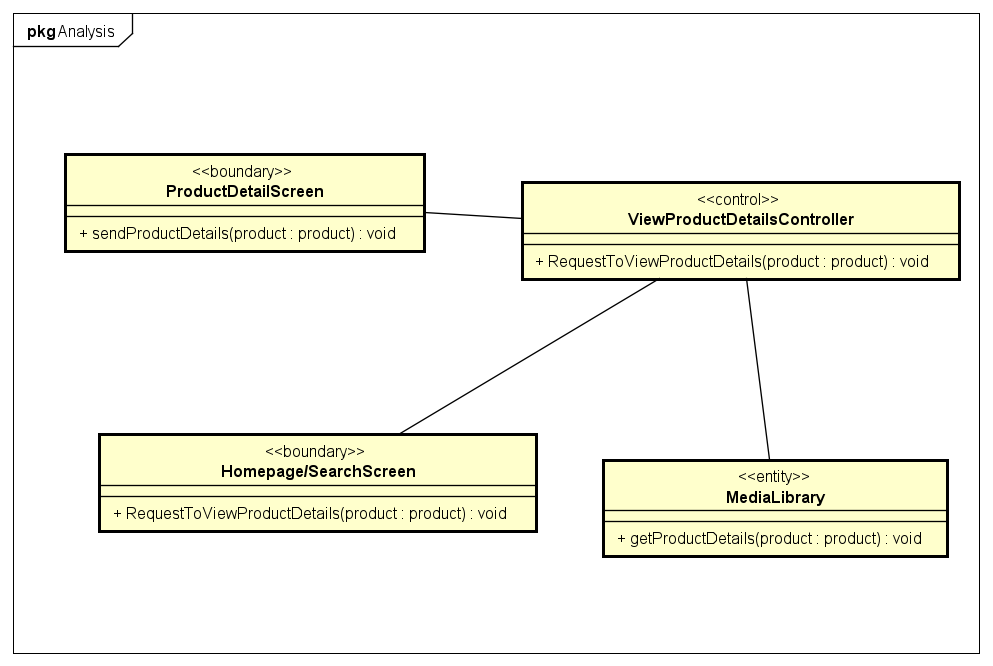 pkg Analysis
<<boundary>>
ProductDetailScreen
+ sendProductDetails(product : product) : void
<<control>>
ViewProductDetailsController
+ RequestToViewProductDetails(product : product) : void
<<boundary>>
Homepage/SearchScreen
+ RequestToViewProductDetails(product : product) : void
<<entity>>
MediaLibrary
+ getProductDetails(product : product) : void